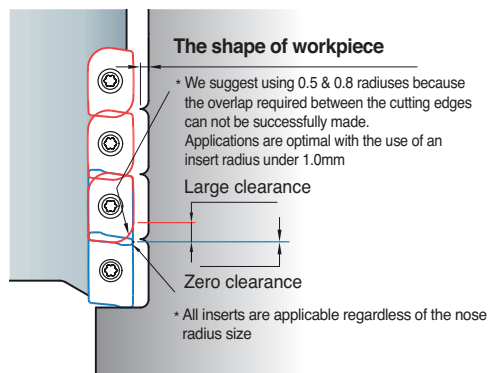 The shape of workpiece
* We suggest using 0.5 & 0.8 radiuses because
the overlap required between the cutting edges
can not be successfully made.
Applications are optimal with the use of an
insert radius under 1.0mm
Large clearance
Zero clearance
* All inserts are applicable regardless of the nose
radius size